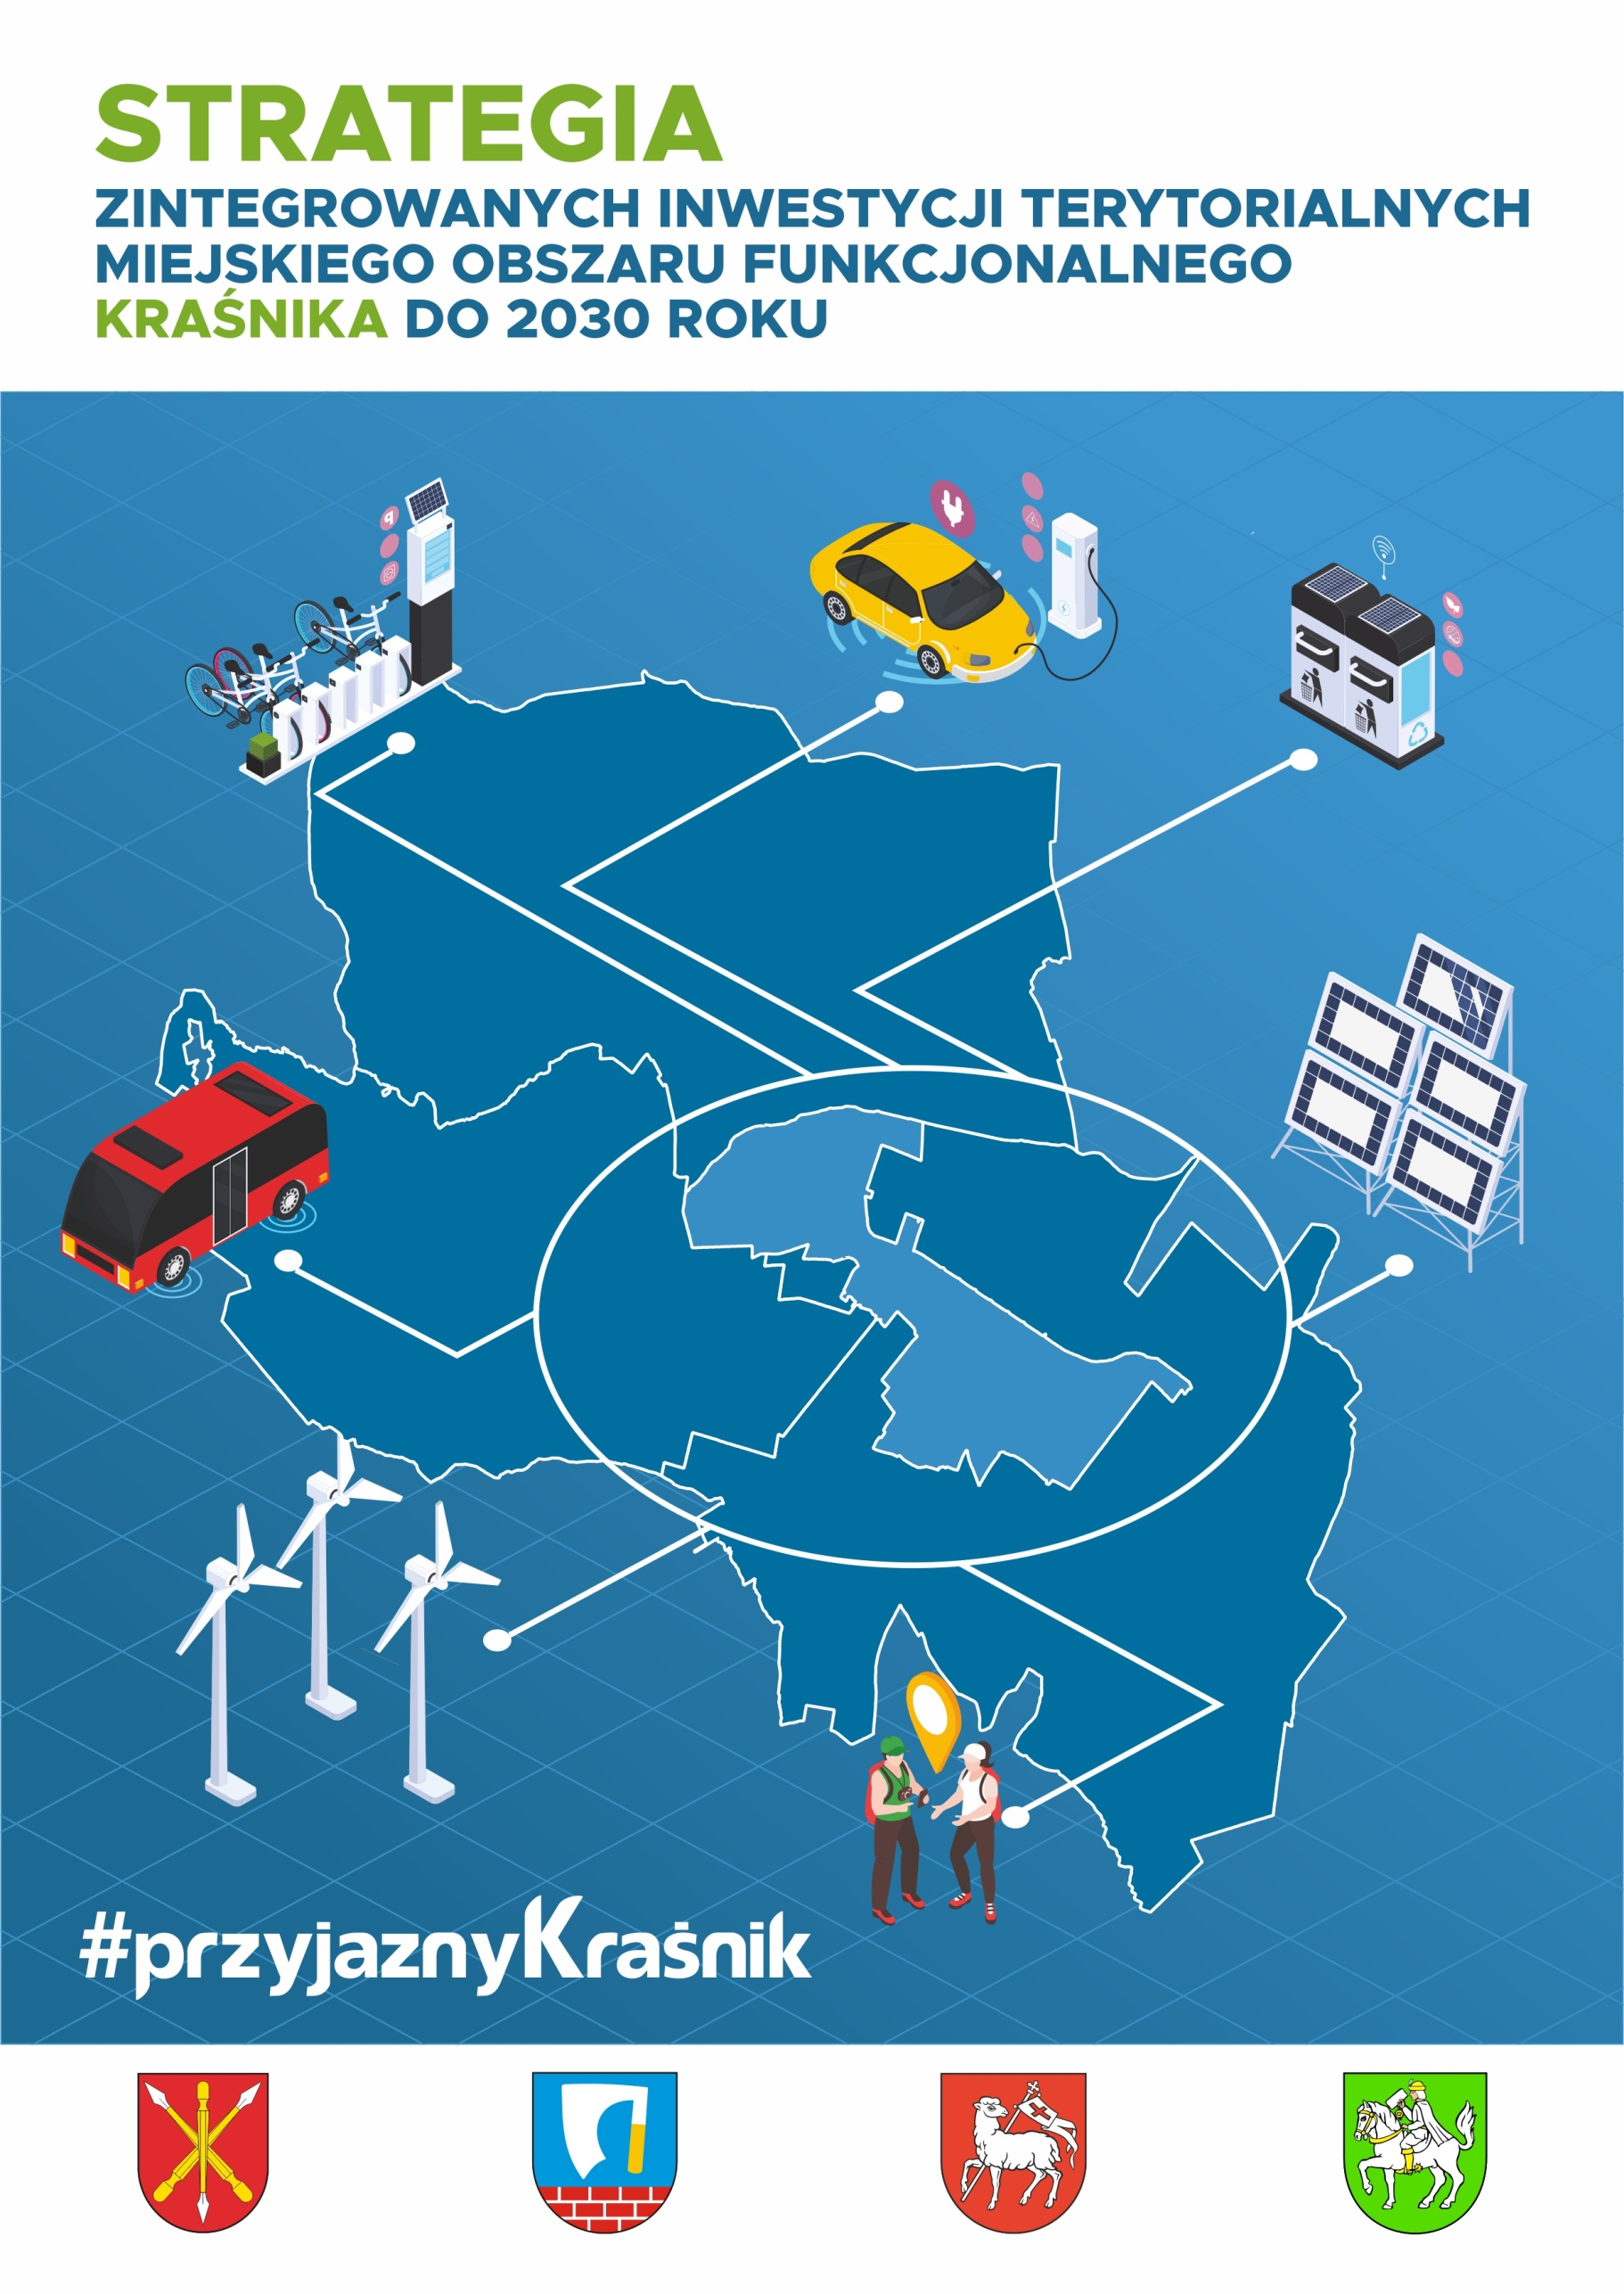 STRATEGIA
ZINTEGROWANYCH INWESTYCJI TERYTORIALNYCH
MIEJSKIEGO OBSZARU FUNKCJONALNEGO
KRAŚNIKA DO 2030 ROKU
#przyjaznyKraśnik